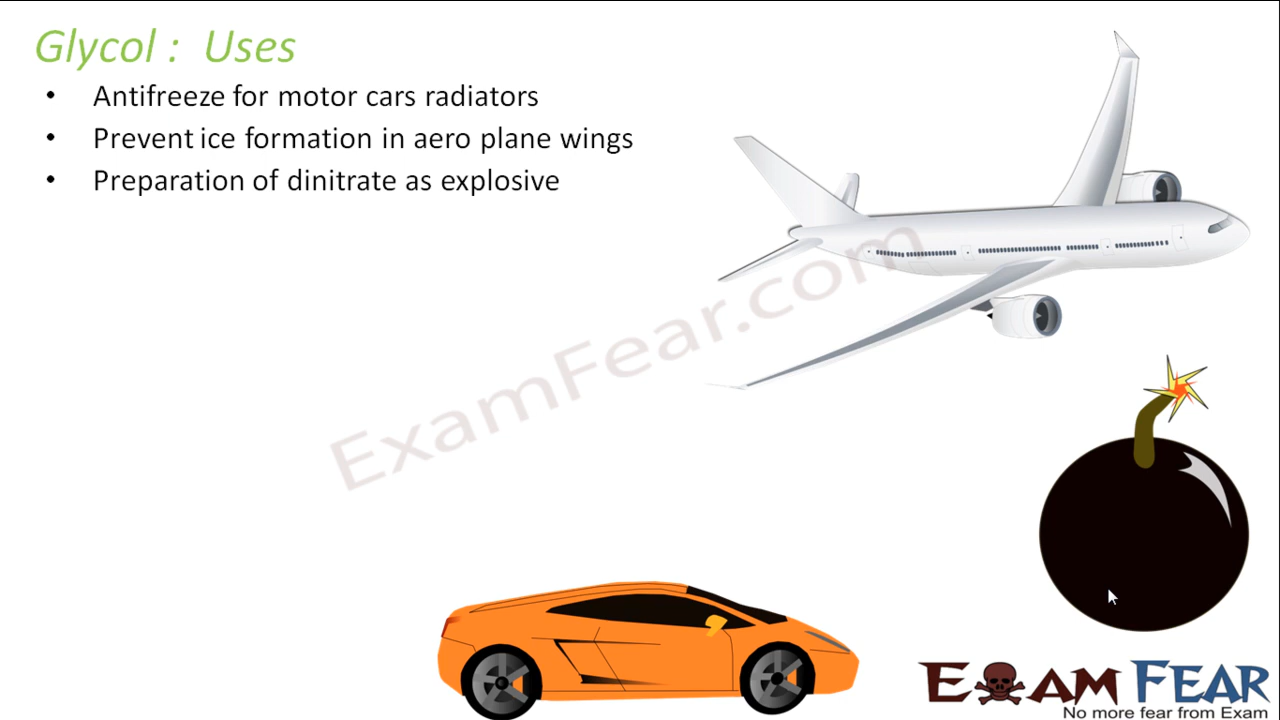 Glycol : Uses
• Antifreeze for motor cars radiators
• Prevent ice formation in aero plane wings
• Preparation of dinitrate as explosive
ExamFear.com
EXAM FEAR
No more fear from Exam